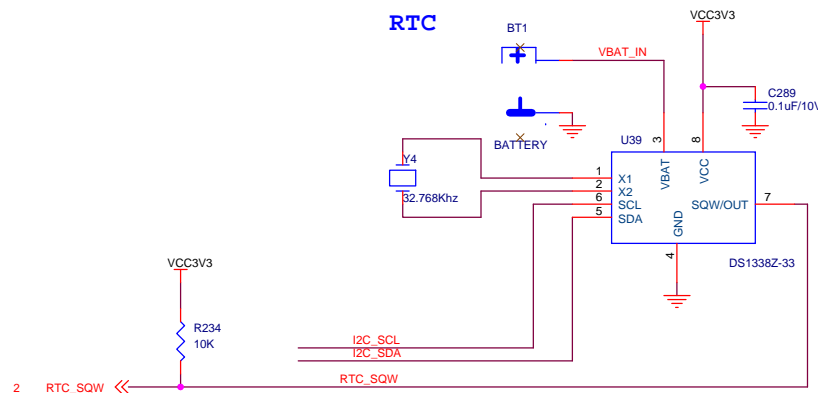 RTC
BT1
VCC3V3
VBAT_IN
C289
0.1uF/10V
BATTERY
U39
3
8
Y4
32.768Khz
1
2
6
5
X1
X2
SCL
SDA
VBAT
VCC
GND
SQW/OUT
7
4
DS1338Z-33
VCC3V3
R234
10K
I2C_SCL
I2C_SDA
RTC_SQW
2 RTC_SQW